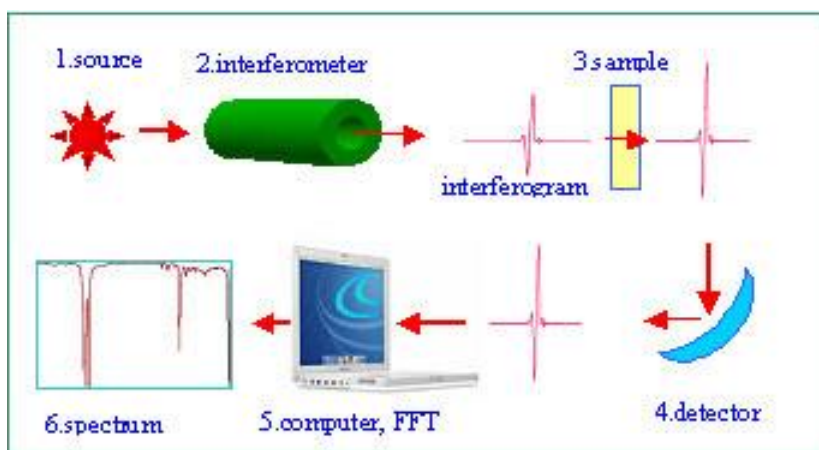 1.source
2.interferometer
3.sample
interferogram
4.detector
5.computer, FFT
6.spectrum